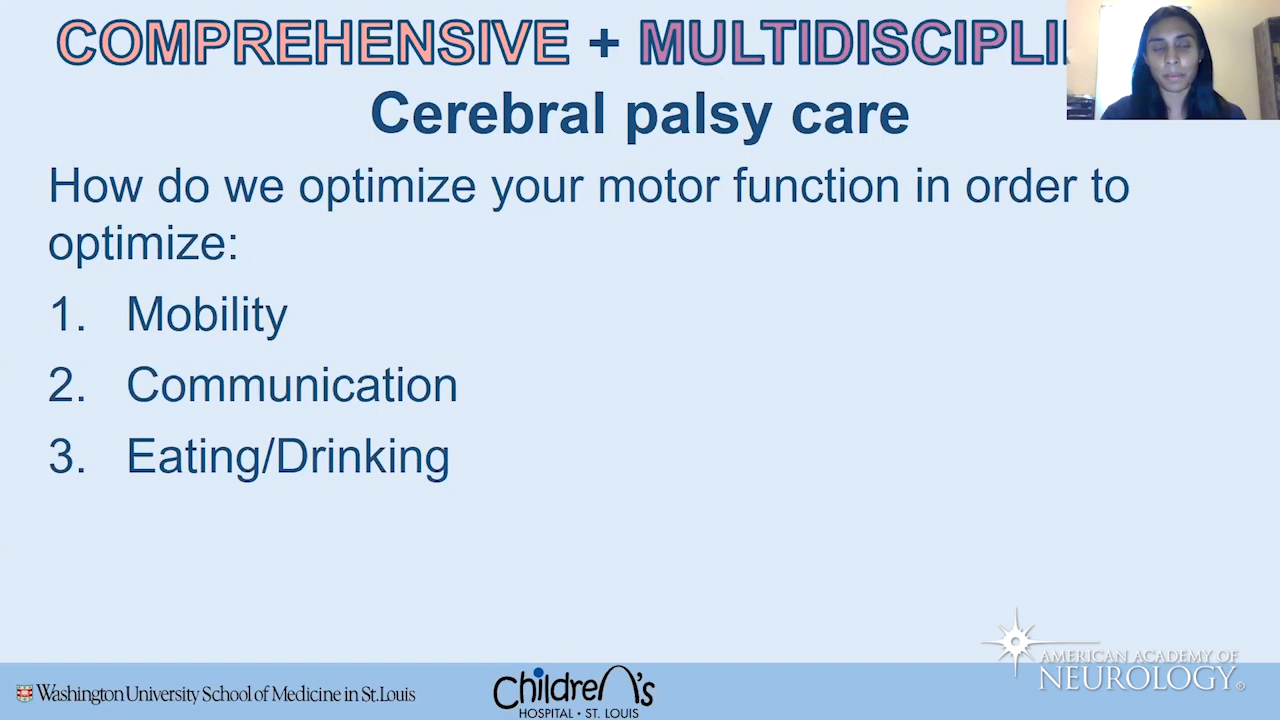 COMPREHENSIVE + MULTIDISCIPLI
Cerebral palsy care
How do we optimize your motor function in order to
optimize:
1. Mobility
2. Communication
3. Eating/Drinking
Washington University School of Medicine in St. Louis
Children's
HOSPITAL • ST. LOUIS
AMERICAN ACADEMY OF
NEUROLOGY®